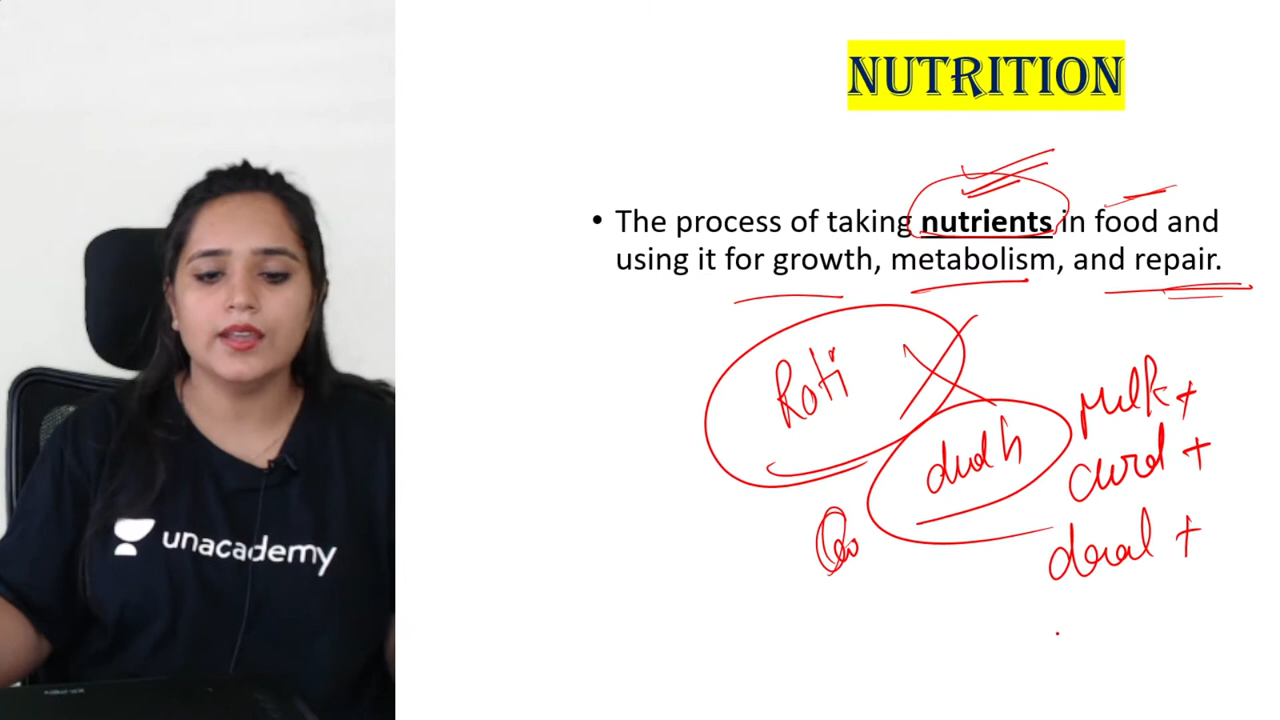 NUTRITION
• The process of taking nutrients in food and
using it for growth, metabolism, and repair.
Roti
dudh
Milk +
curd +
daal +
unacademy